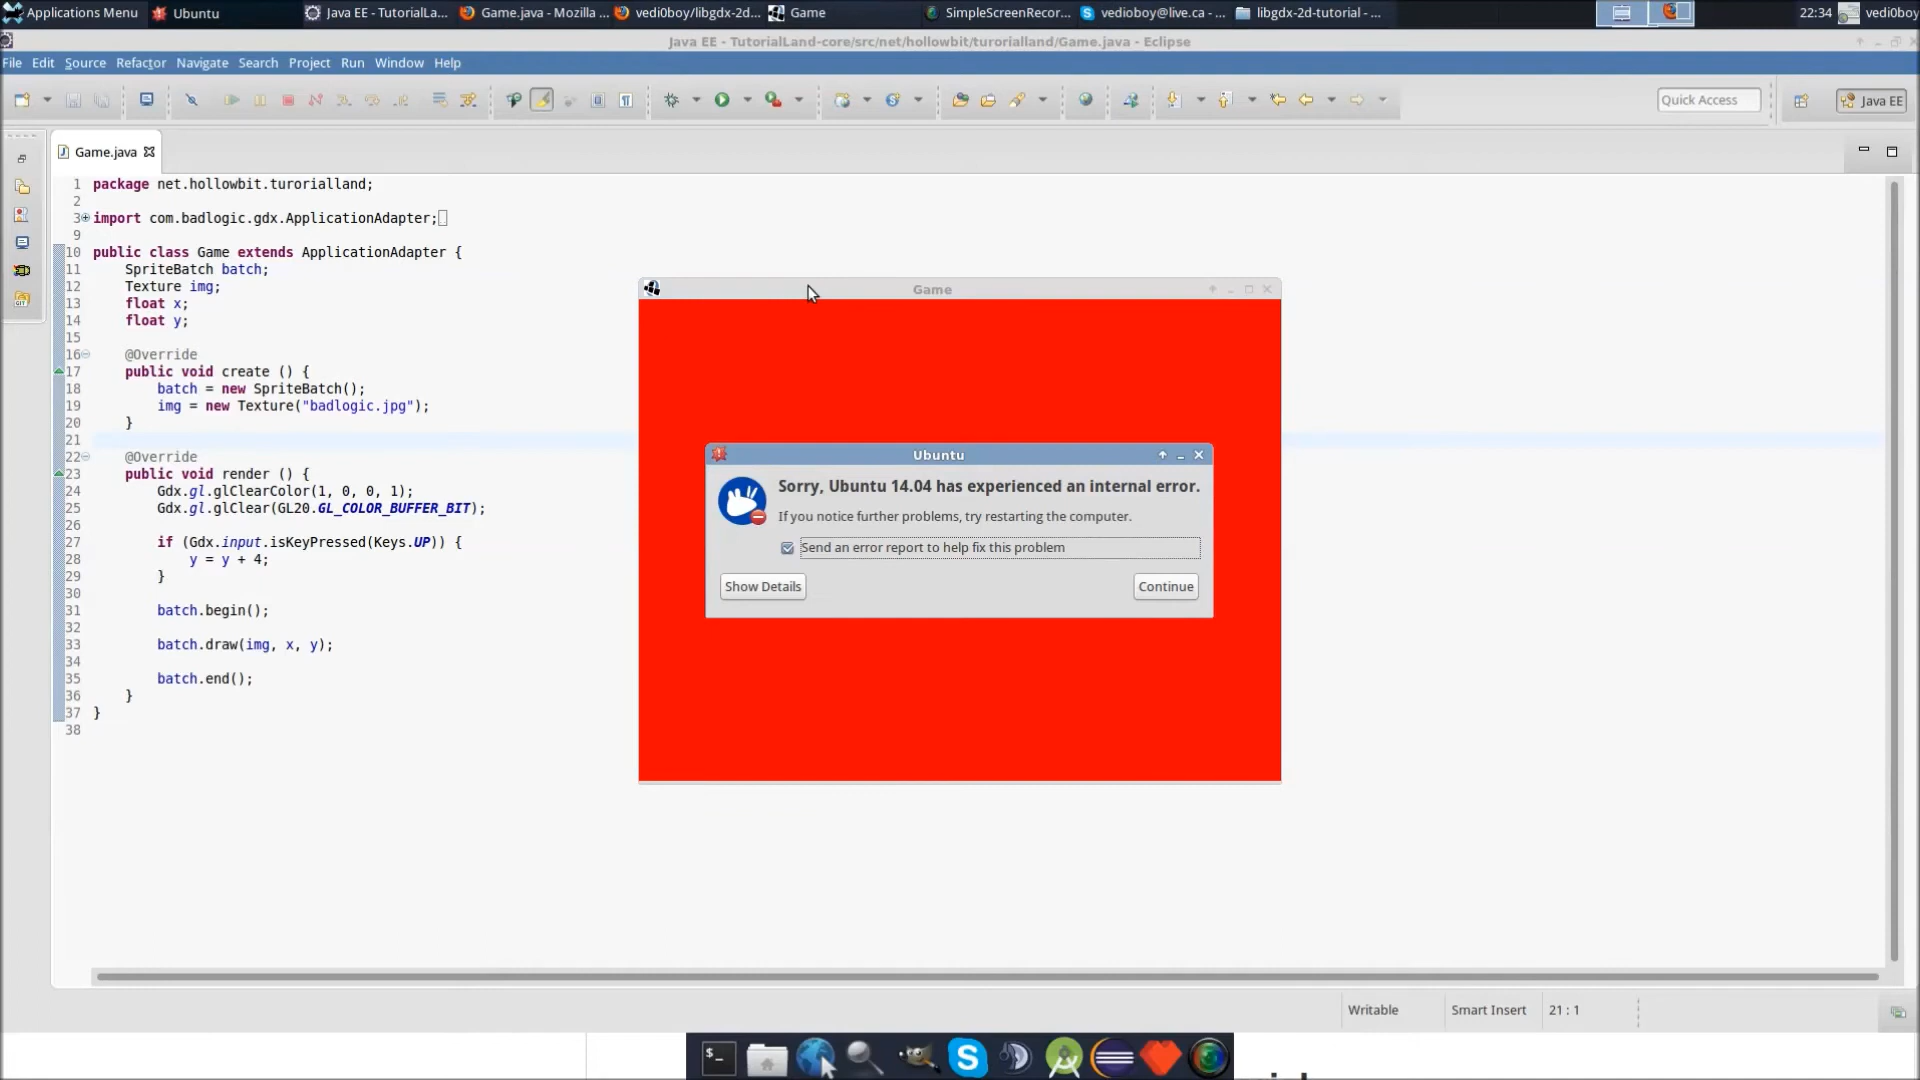 Applications Menu
Ubuntu
Java EE - TutorialLa...
Game.java - Mozilla ...
vedi0boy/libgdx-2d...
Game
SimpleScreenRecor...
vedioboy@live.ca - ...
libgdx-2d-tutorial - ...
22:34
vedi0boy
Java EE - TutorialLand-core/src/net/hollowbit/turorialland/Game.java - Eclipse
File Edit Source Refactor Navigate Search Project Run Window Help
Quick Access
Java EE
Game.java
1 package net.hollowbit.turorialland;
2
3 import com.badlogic.gdx.ApplicationAdapter;
9
10 public class Game extends ApplicationAdapter {
11 SpriteBatch batch;
12 Texture img;
13 float x;
14 float y;
15
16 @Override
17 public void create () {
18 batch = new SpriteBatch();
19 img = new Texture("badlogic.jpg");
20 }
21
22 @Override
23 public void render () {
24 Gdx.gl.glClearColor(1, 0, 0, 1);
25 Gdx.gl.glClear(GL20.GL_COLOR_BUFFER_BIT);
26
27 if (Gdx.input.isKeyPressed(Keys.UP)) {
28 y = y + 4;
29 }
30
31 batch.begin();
32
33 batch.draw(img, x, y);
34
35 batch.end();
36 }
37 }
38
Game
Ubuntu
Sorry, Ubuntu 14.04 has experienced an internal error.
If you notice further problems, try restarting the computer.
Send an error report to help fix this problem
Show Details
Continue
Writable
Smart Insert
21 : 1